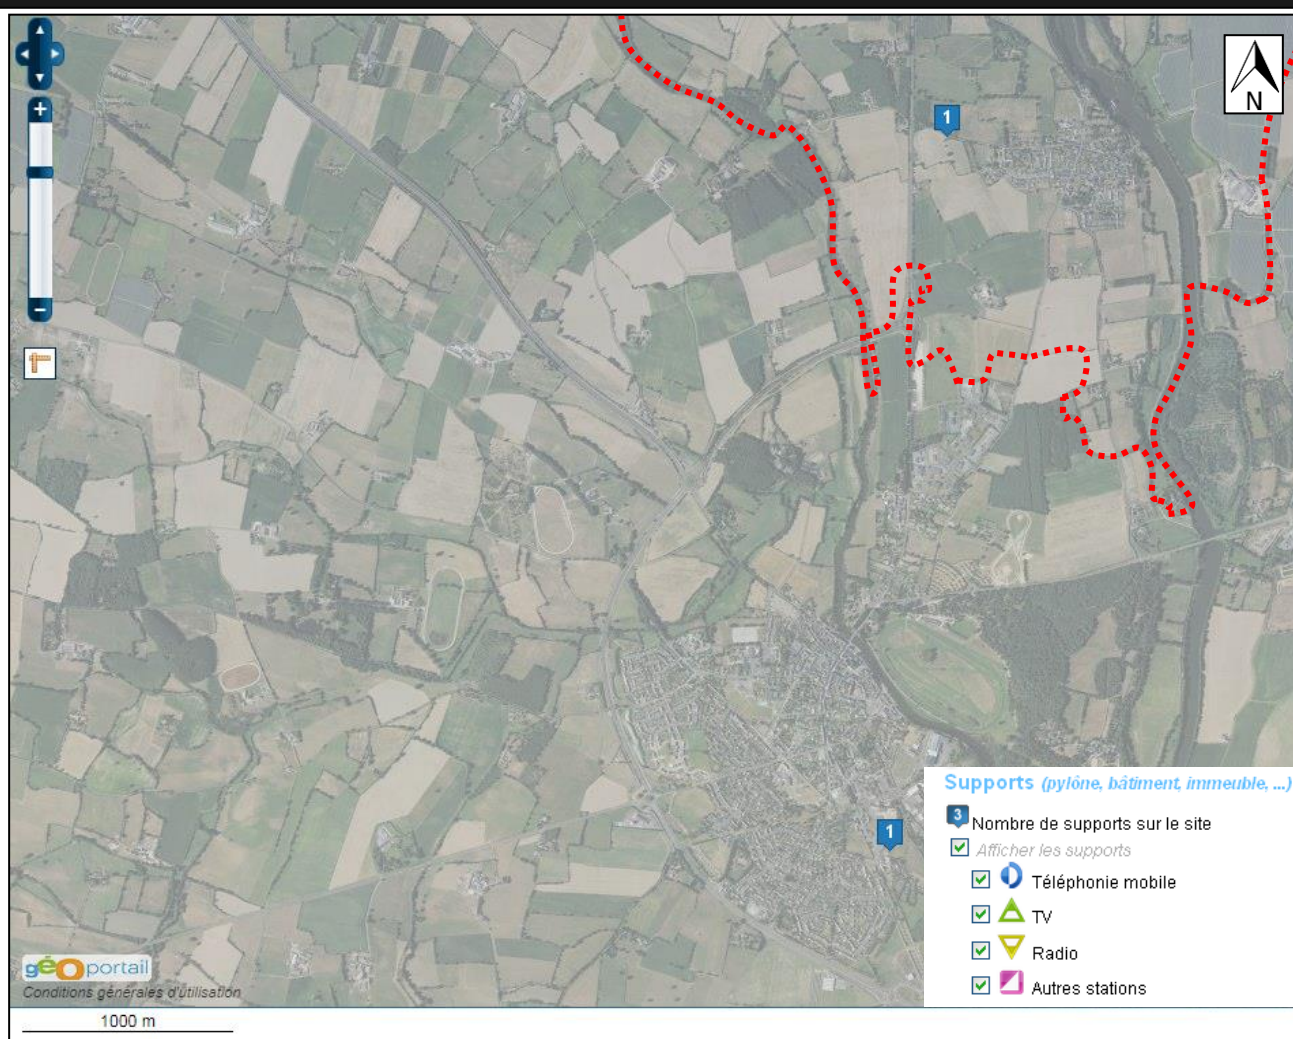 N
1
1
Supports (pylône, bâtiment, immeuble, ...)
3 Nombre de supports sur le site
Afficher les supports
Téléphonie mobile
TV
Radio
Autres stations
géoportail
Conditions générales d'utilisation
1000 m